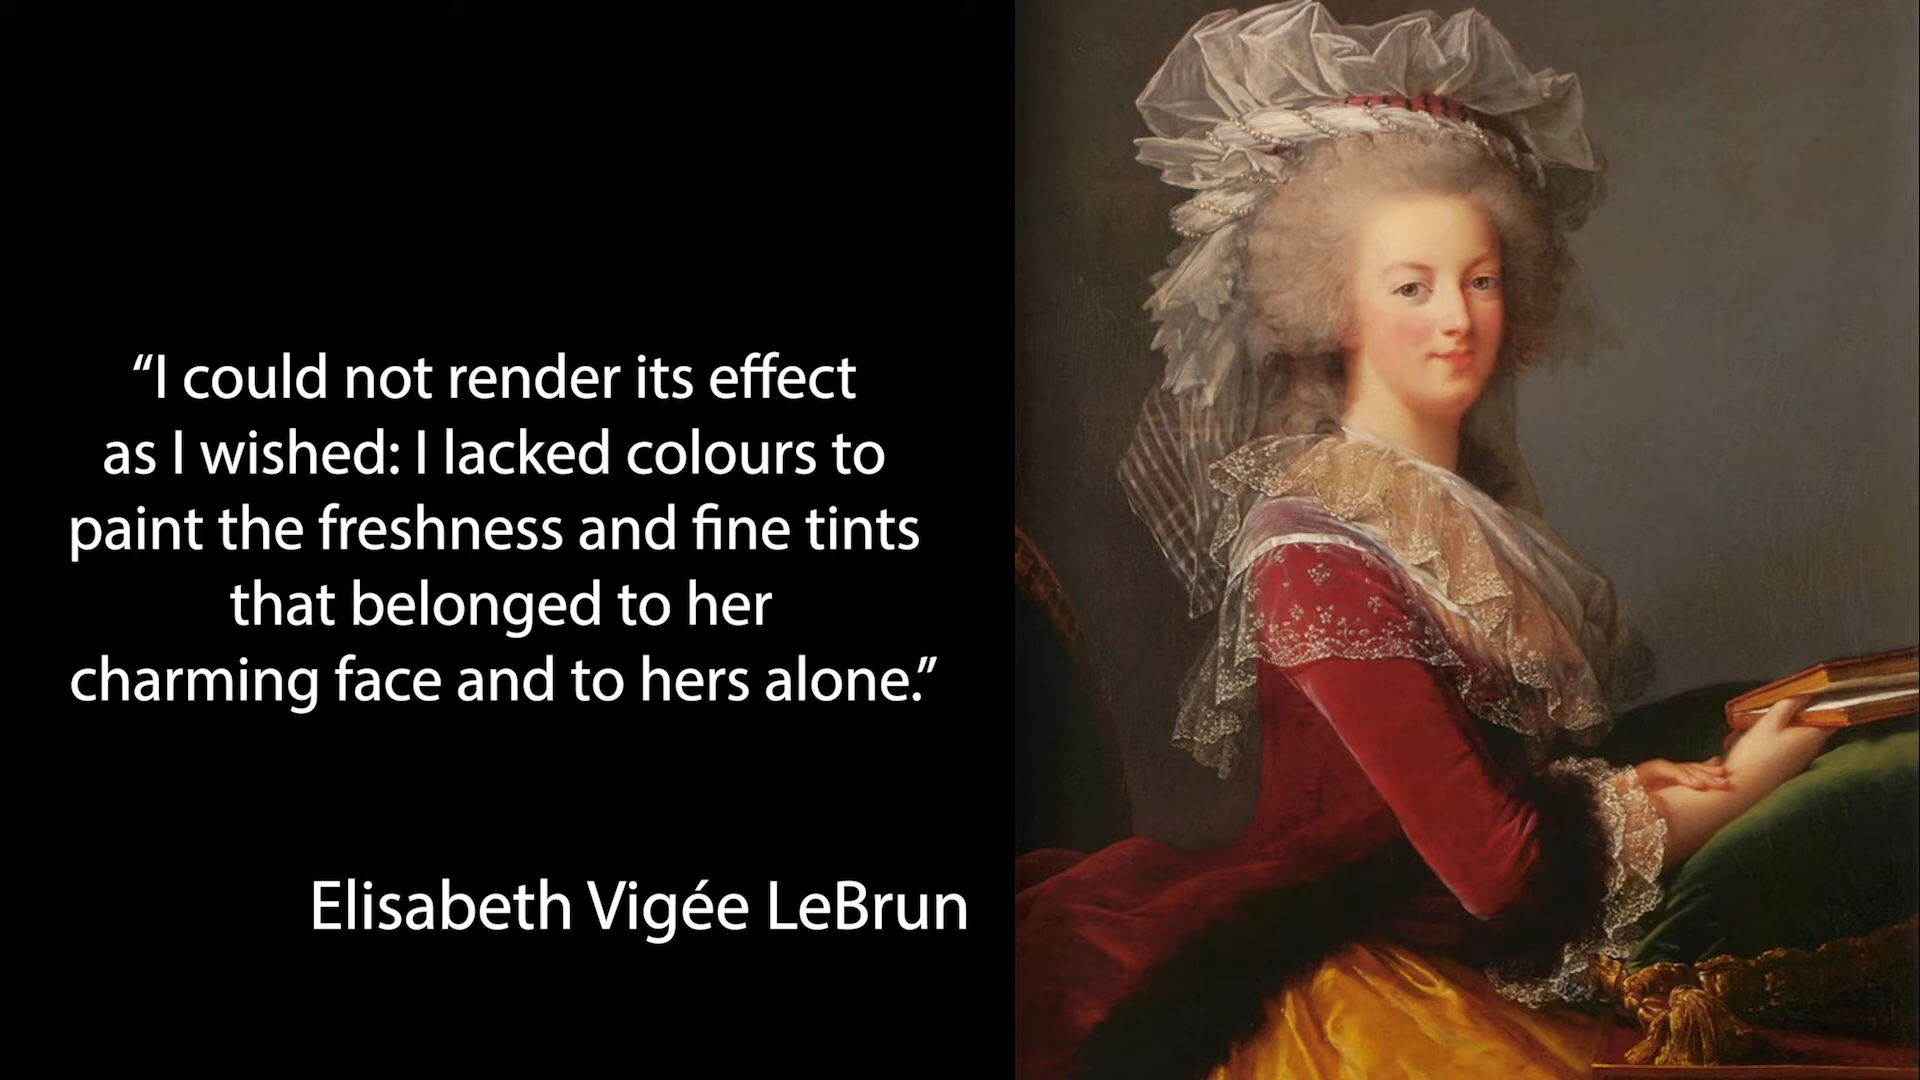 “I could not render its effect
as I wished: I lacked colours to
paint the freshness and fine tints
that belonged to her
charming face and to hers alone.”
Elisabeth Vigée LeBrun